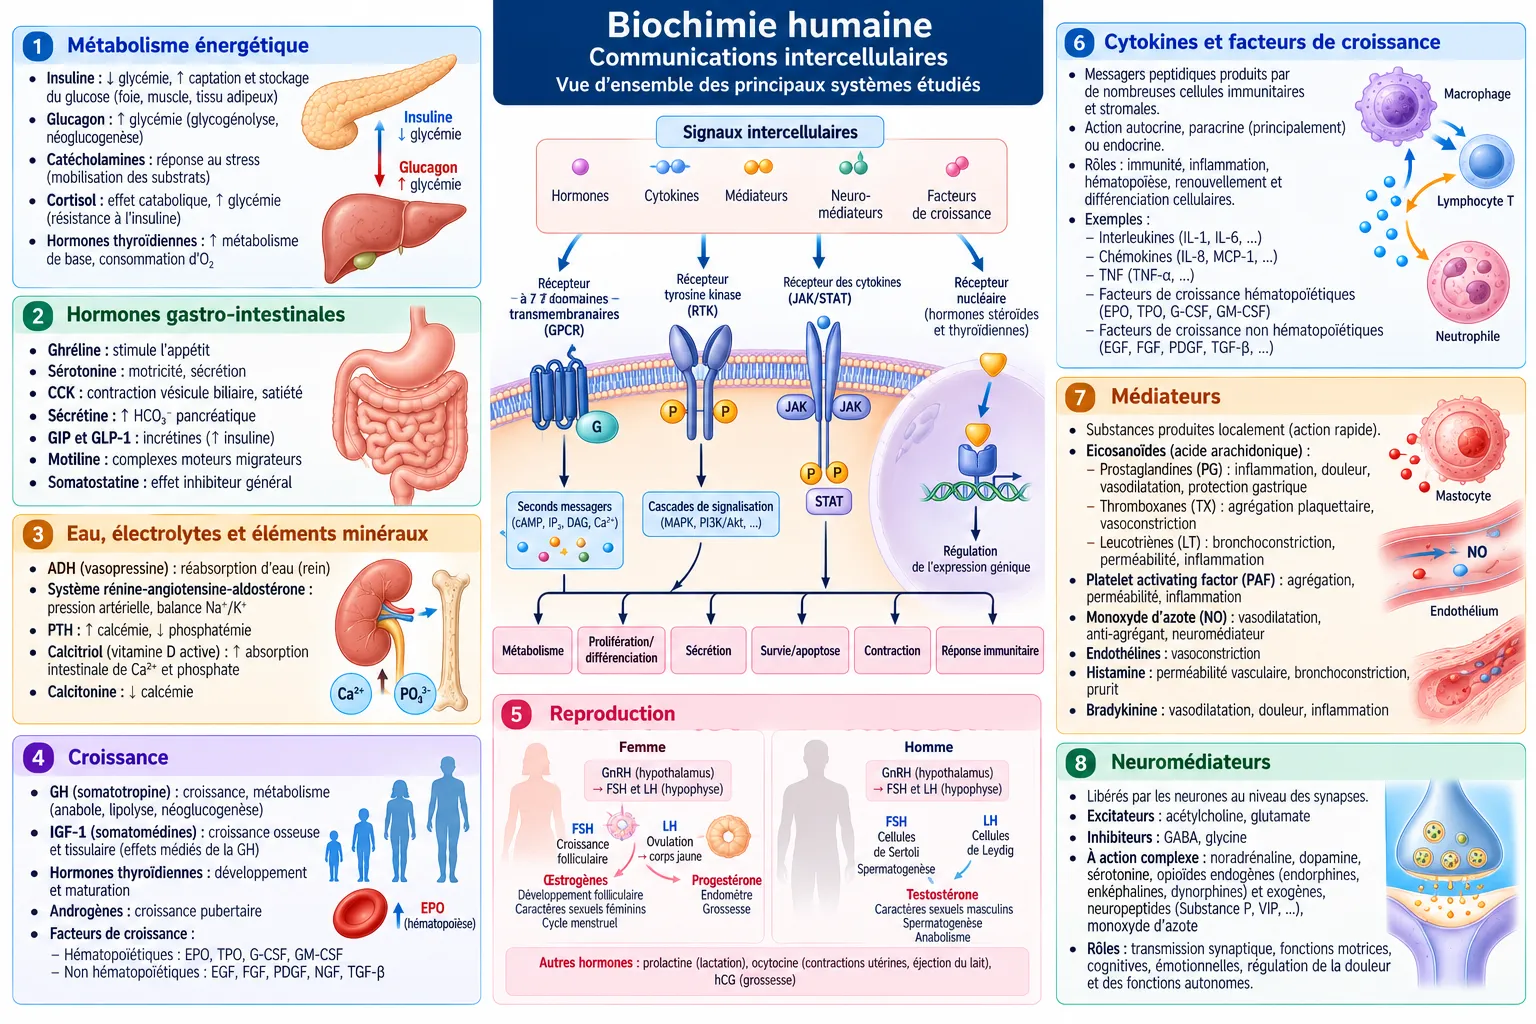 Biochimie humaine
Communications intercellulaires
Vue d'ensemble des principaux systèmes étudiés
1 Métabolisme énergétique
• Insuline : ↓ glycémie, ↑ captation et stockage
du glucose (foie, muscle, tissu adipeux)
• Glucagon : ↑ glycémie (glycogénolyse,
néoglucogenèse)
• Catécholamines : réponse au stress
(mobilisation des substrats)
• Cortisol : effet catabolique, ↑ glycémie
(résistance à l'insuline)
• Hormones thyroïdiennes : ↑ métabolisme
de base, consommation d'O₂
Insuline
↓ glycémie
Glucagon
↑ glycémie
2 Hormones gastro-intestinales
• Ghréline : stimule l'appétit
• Sérotonine : motricité, sécrétion
• CCK : contraction vésicule biliaire, satiété
• Sécrétine : ↑ HCO₃⁻ pancréatique
• GIP et GLP-1 : incrétines (↑ insuline)
• Motiline : complexes moteurs migrateurs
• Somatostatine : effet inhibiteur général
3 Eau, électrolytes et éléments minéraux
• ADH (vasopressine) : réabsorption d'eau (rein)
• Système rénine-angiotensine-aldostérone :
pression artérielle, balance Na⁺/K⁺
• PTH : ↑ calcémie, ↓ phosphatémie
• Calcitriol (vitamine D active) : ↑ absorption
intestinale de Ca²⁺ et phosphate
• Calcitonine : ↓ calcémie
Ca²⁺
PO₄³⁻
4 Croissance
• GH (somatotropine) : croissance, métabolisme
(anabole, lipolyse, néoglucogenèse)
• IGF-1 (somatomédines) : croissance osseuse
et tissulaire (effets médiés de la GH)
• Hormones thyroïdiennes : développement
et maturation
• Androgènes : croissance pubertaire
• Facteurs de croissance :
– Hématopoïétiques : EPO, TPO, G-CSF, GM-CSF
– Non hématopoïétiques : EGF, FGF, PDGF, NGF, TGF-β
EPO
(hématopoïèse)
Signaux intercellulaires
Hormones
Cytokines
Médiateurs
Neuro-
médiateurs
Facteurs
de croissance
Récepteur
à 7 domaines
transmembranaires
(GPCR)
Récepteur
tyrosine kinase
(RTK)
Récepteur des cytokines
(JAK/STAT)
Récepteur
nucléaire
(hormones stéroïdes
et thyroïdiennes)
G
P
P
JAK
JAK
P
P
STAT
Seconds messagers
(cAMP, IP₃, DAG, Ca²⁺)
Cascades de signalisation
(MAPK, PI3K/Akt, ...)
Régulation
de l'expression génique
Métabolisme
Prolifération/
différenciation
Sécrétion
Survie/apoptose
Contraction
Réponse immunitaire
5 Reproduction
Femme
GnRH (hypothalamus)
→ FSH et LH (hypophyse)
FSH
Croissance
folliculaire
LH
Ovulation
→ corps jaune
Œstrogènes
Développement folliculaire
Caractères sexuels féminins
Cycle menstruel
Progestérone
Endomètre
Grossesse
Homme
GnRH (hypothalamus)
→ FSH et LH (hypophyse)
FSH
Cellules
de Sertoli
Spermatogenèse
LH
Cellules
de Leydig
Testostérone
Caractères sexuels masculins
Spermatogenèse
Anabolisme
Autres hormones : prolactine (lactation), ocytocine (contractions utérines, éjection du lait),
hCG (grossesse)
6 Cytokines et facteurs de croissance
• Messagers peptidiques produits par
de nombreuses cellules immunitaires
et stromales.
• Action autocrine, paracrine (principalement)
ou endocrine.
• Rôles : immunité, inflammation,
hématopoïèse, renouvellement et
différenciation cellulaires.
• Exemples :
– Interleukines (IL-1, IL-6, ...)
– Chémokines (IL-8, MCP-1, ...)
– TNF (TNF-α, ...)
– Facteurs de croissance hématopoïétiques
(EPO, TPO, G-CSF, GM-CSF)
– Facteurs de croissance non hématopoïétiques
(EGF, FGF, PDGF, TGF-β, ...)
Macrophage
Lymphocyte T
Neutrophile
7 Médiateurs
• Substances produites localement (action rapide).
• Eicosanoïdes (acide arachidonique) :
– Prostaglandines (PG) : inflammation, douleur,
vasodilatation, protection gastrique
– Thromboxanes (TX) : agrégation plaquettaire,
vasoconstriction
– Leucotriènes (LT) : bronchoconstriction,
perméabilité, inflammation
• Platelet activating factor (PAF) : agrégation,
perméabilité, inflammation
• Monoxyde d'azote (NO) : vasodilatation,
anti-agrégant, neuromédiateur
• Endothélines : vasoconstriction
• Histamine : perméabilité vasculaire, bronchoconstriction,
prurit
• Bradykinine : vasodilatation, douleur, inflammation
Mastocyte
NO
Endothélium
8 Neuromédiateurs
• Libérés par les neurones au niveau des synapses.
• Excitateurs : acétylcholine, glutamate
• Inhibiteurs : GABA, glycine
• À action complexe : noradrénaline, dopamine,
sérotonine, opioïdes endogènes (endorphines,
enképhalines, dynorphines) et exogènes,
neuropeptides (Substance P, VIP, ...),
monoxyde d'azote
• Rôles : transmission synaptique, fonctions motrices,
cognitives, émotionnelles, régulation de la douleur
et des fonctions autonomes.